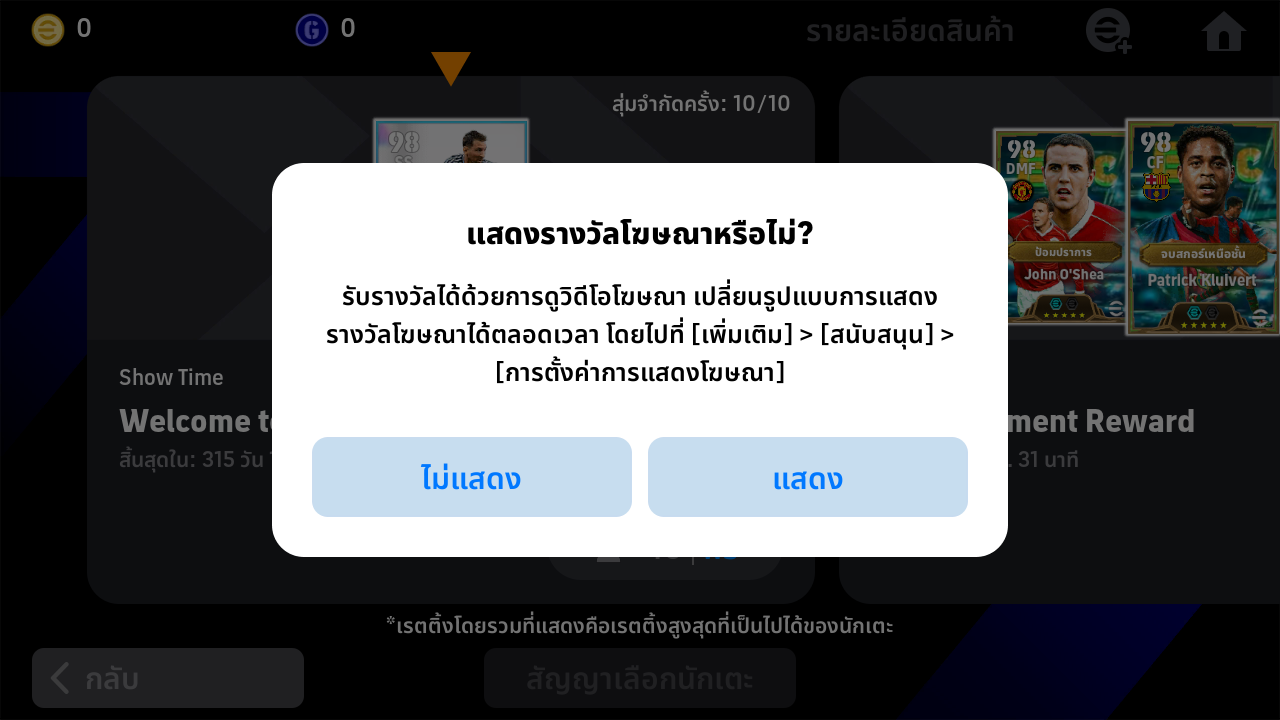 0
0
รายละเอียดสินค้า
สุ่มจำกัดครั้ง: 10/10
98
SS
98
DMF
ป้อมปราการ
John O'Shea
98
CF
จบสกอร์เหนือชั้น
Patrick Kluivert
แสดงรางวัลโฆษณาหรือไม่?
รับรางวัลได้ด้วยการดูวิดีโอโฆษณา เปลี่ยนรูปแบบการแสดง
รางวัลโฆษณาได้ตลอดเวลา โดยไปที่ [เพิ่มเติม] > [สนับสนุน] >
[การตั้งค่าการแสดงโฆษณา]
ไม่แสดง
แสดง
Show Time
Welcome
สิ้นสุดใน: 315 วัน
Reward
31 นาที
*เรตติ้งโดยรวมที่แสดงคือเรตติ้งสูงสุดที่เป็นไปได้ของนักเตะ
กลับ
สัญญาเลือกนักเตะ